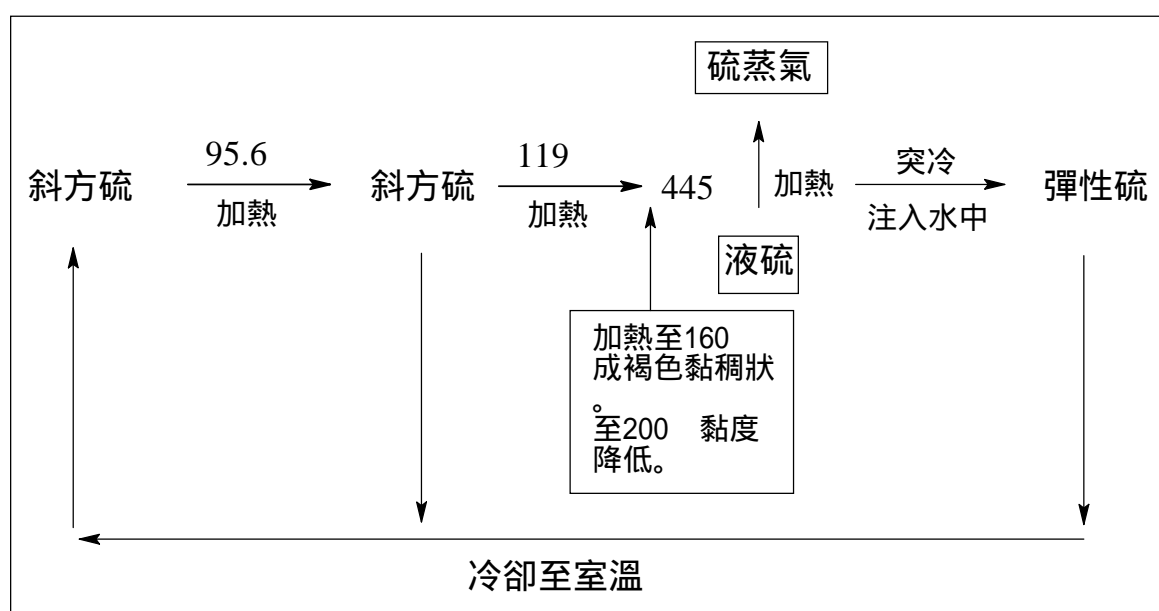 硫蒸氣
斜方硫
95.6
加熱
斜方硫
119
加熱
445
加熱
液硫
突冷
注入水中
彈性硫
加熱至160
成褐色黏稠狀
。
至200 黏度
降低。
冷卻至室溫